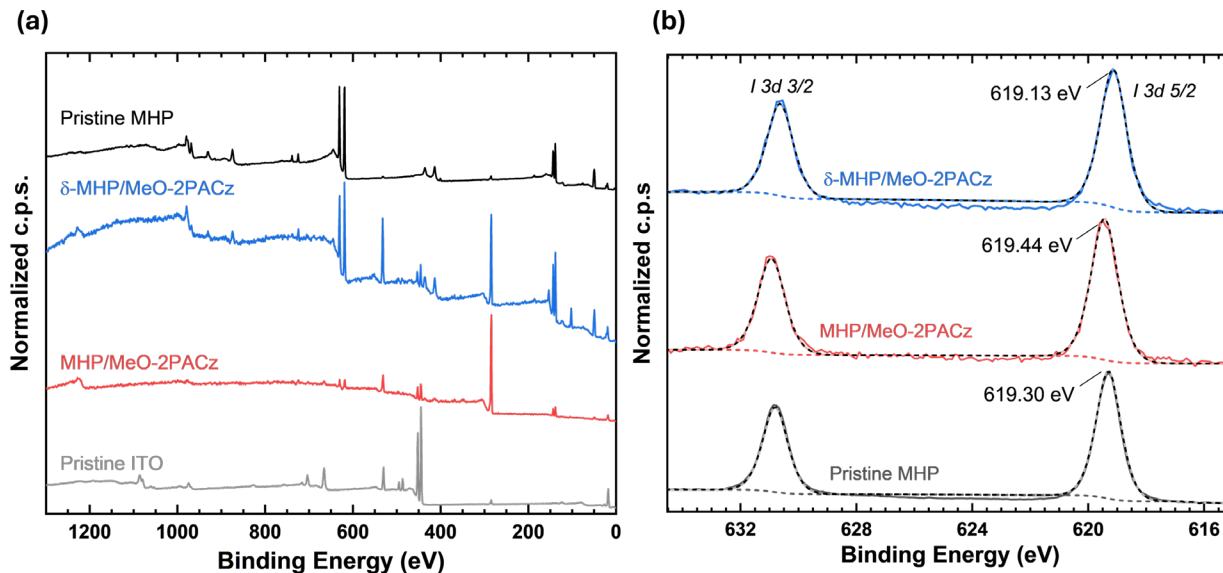 (a)
Normalized c.p.s.
Pristine MHP
δ-MHP/MeO-2PACz
MHP/MeO-2PACz
Pristine ITO
1200 1000 800 600 400 200 0
Binding Energy (eV)
(b)
Normalized c.p.s
I 3d 3/2
619.13 eV
I 3d 5/2
δ-MHP/MeO-2PACz
619.44 eV
MHP/MeO-2PACz
619.30 eV
Pristine MHP
632 628 624 620 616
Binding Energy (eV)